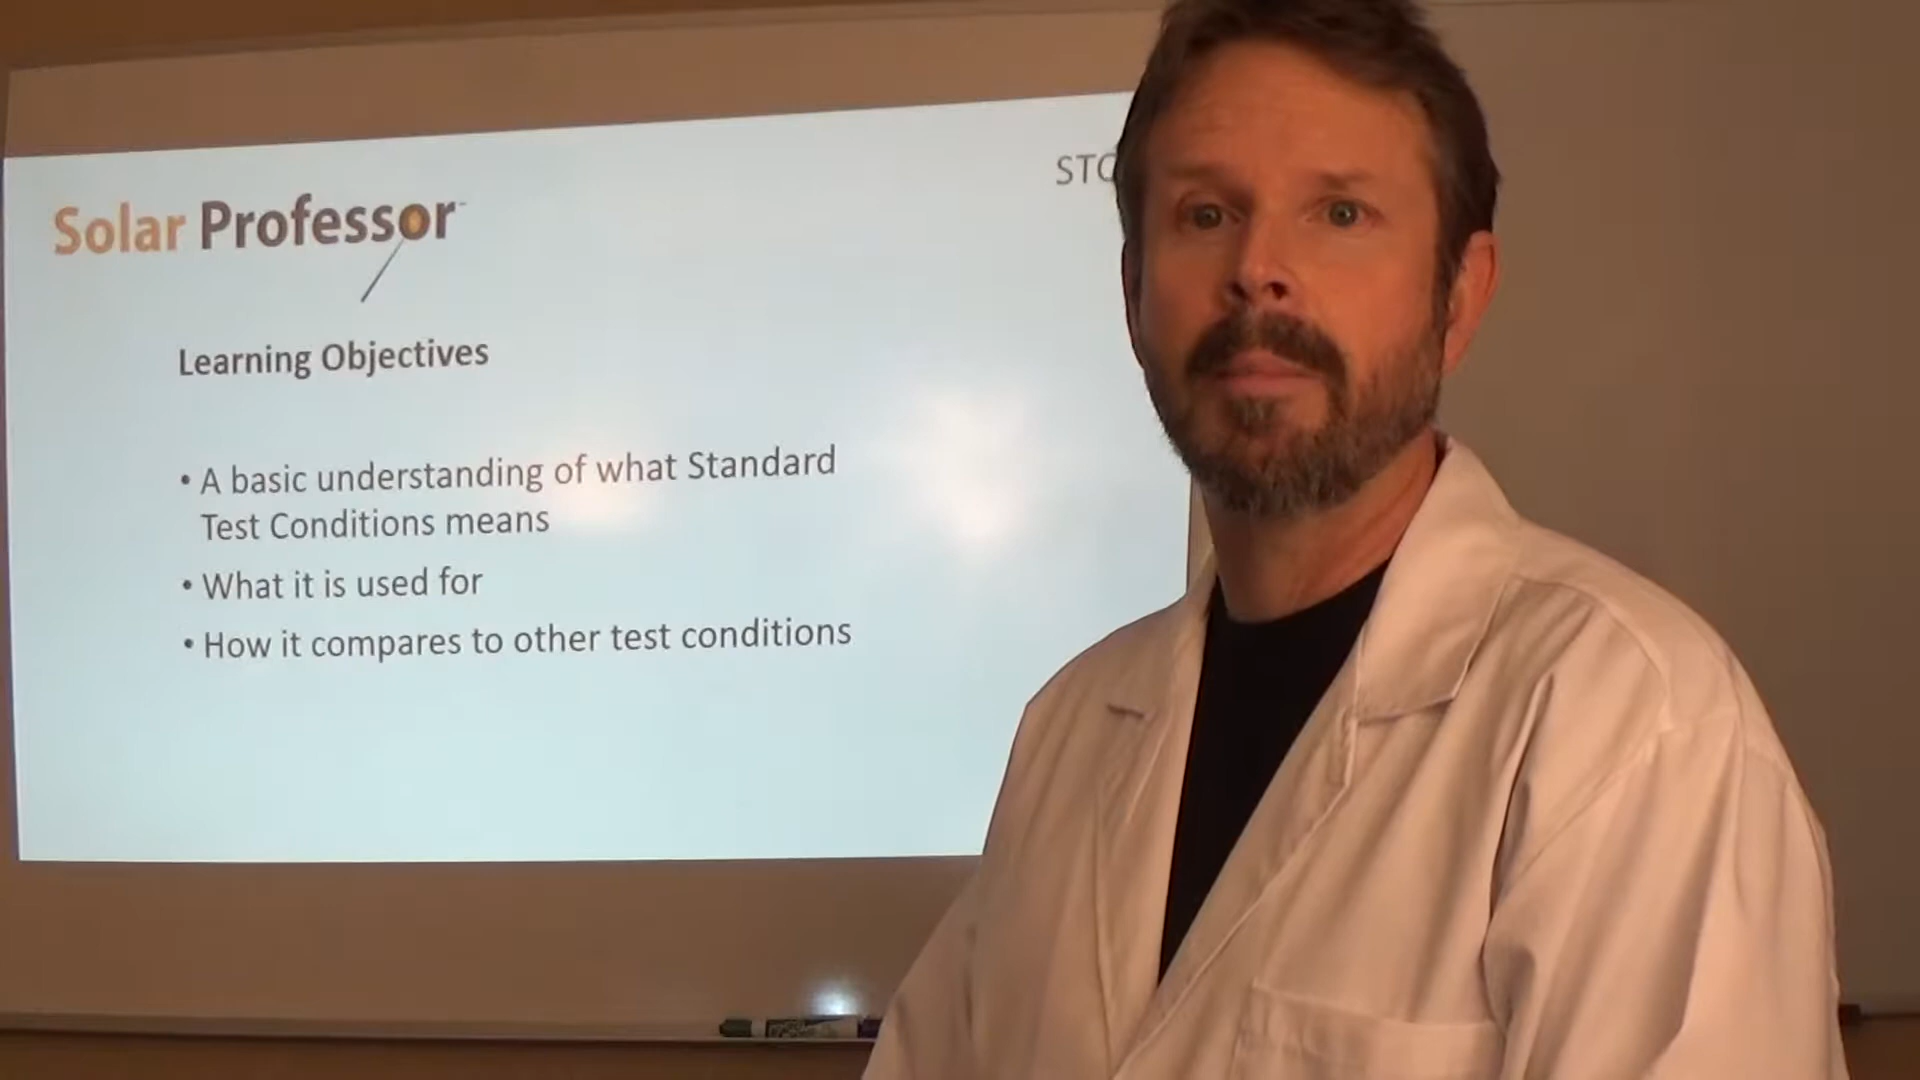 STC
Solar Professor
Learning Objectives
• A basic understanding of what Standard
Test Conditions means
• What it is used for
• How it compares to other test conditions